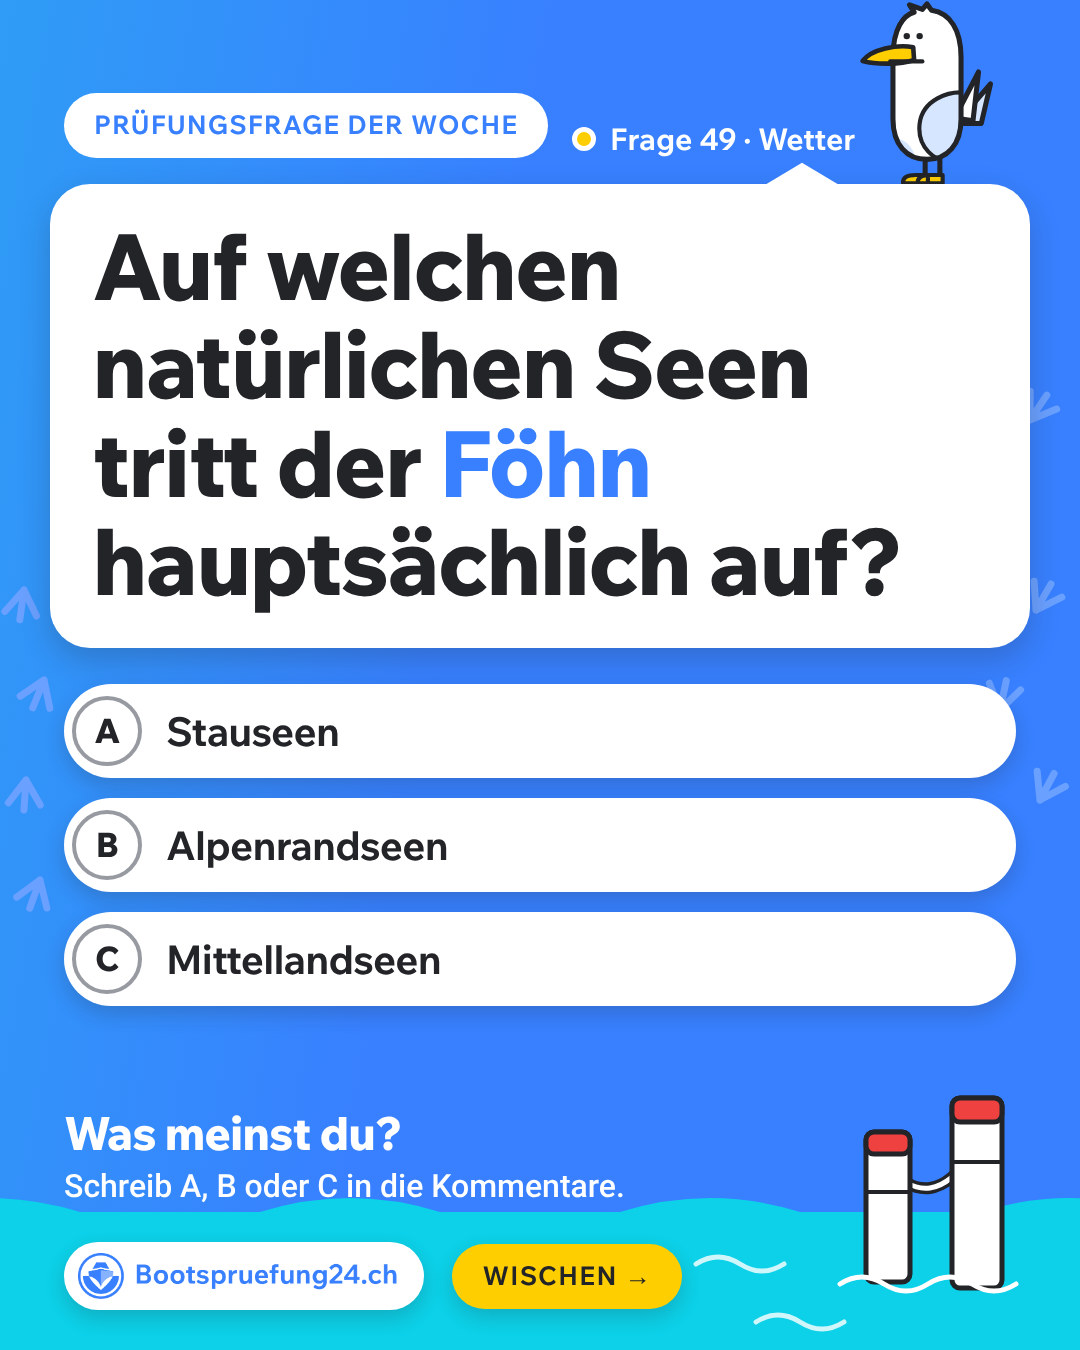 PRÜFUNGSFRAGE DER WOCHE
Frage 49 · Wetter
Auf welchen
natürlichen Seen
tritt der Föhn
hauptsächlich auf?
A Stauseen
B Alpenrandseen
C Mittellandseen
Was meinst du?
Schreib A, B oder C in die Kommentare.
Bootspruefung24.ch
WISCHEN →